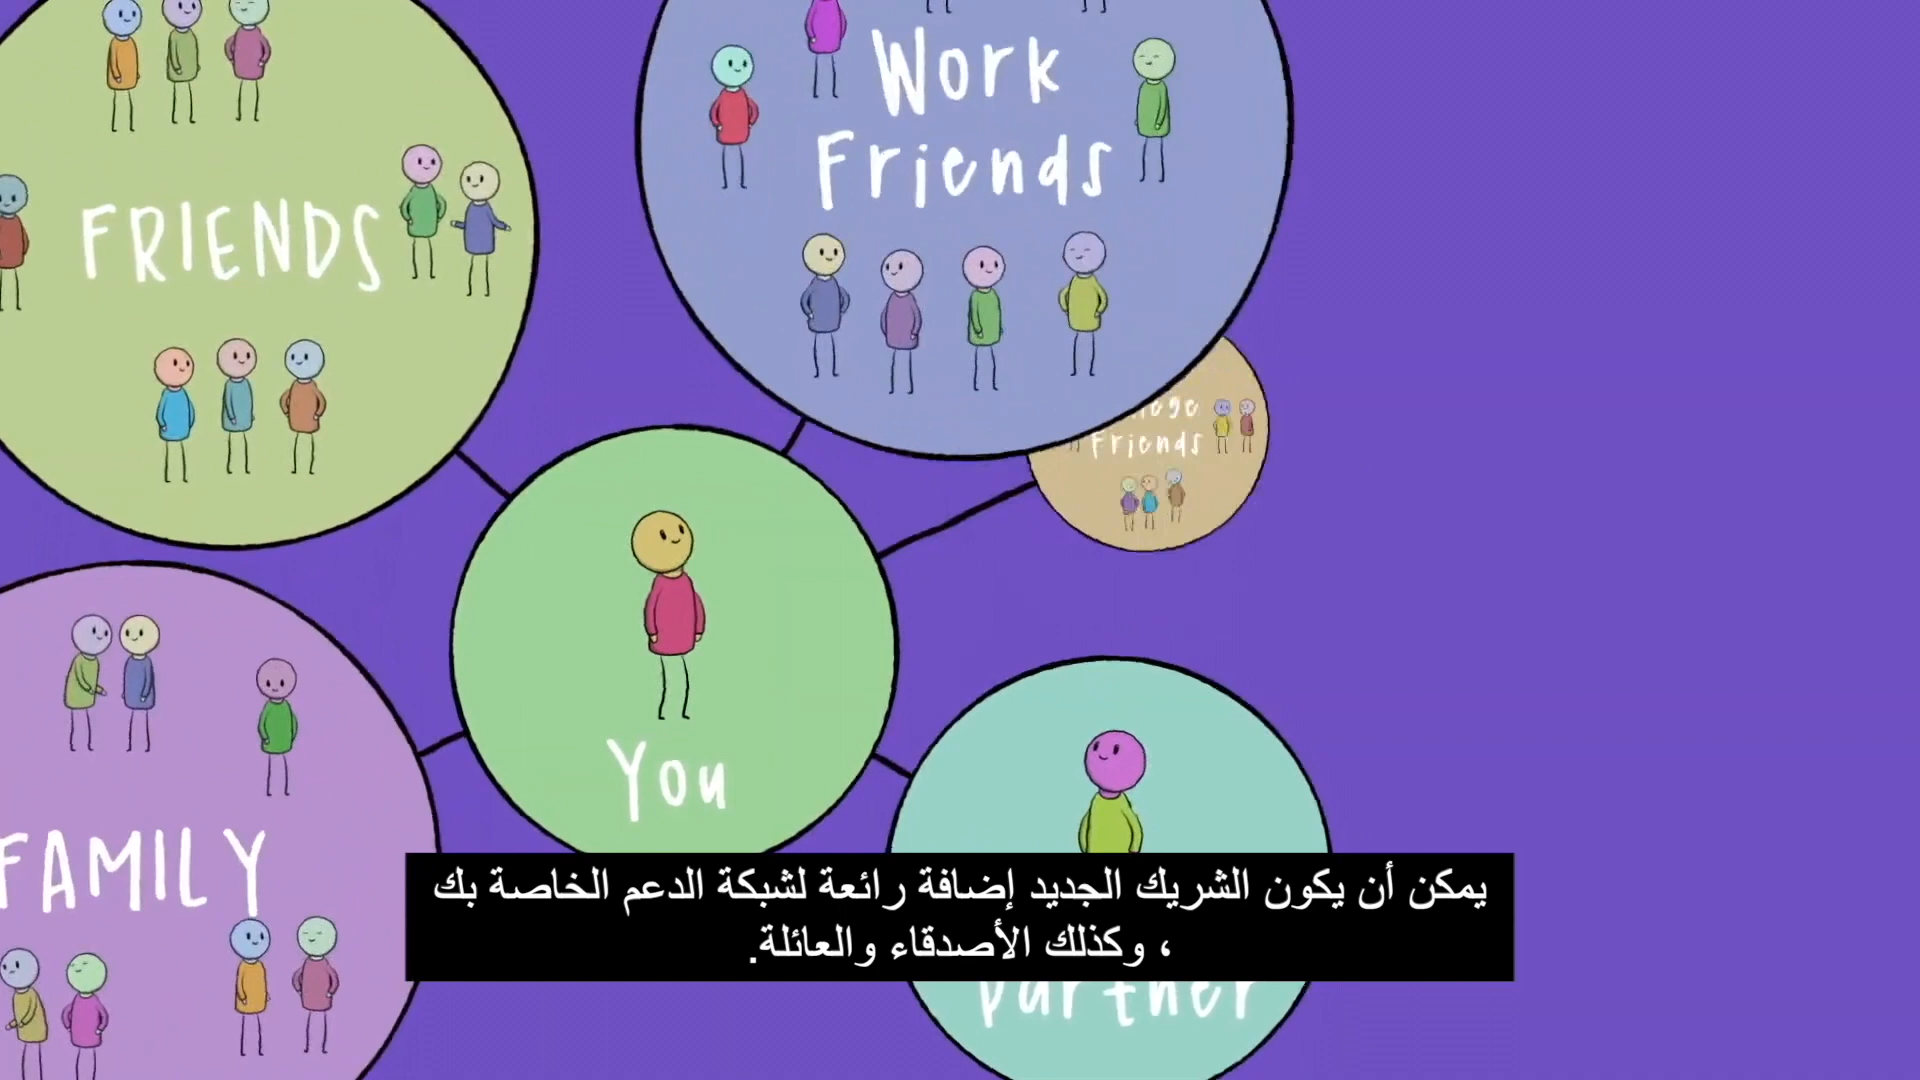 Work
Friends
FRIENDS
Friends
You
FAMILY
يمكن أن يكون الشريك الجديد إضافة رائعة لشبكة الدعم الخاصة بك
، وكذلك الأصدقاء والعائلة.
partner